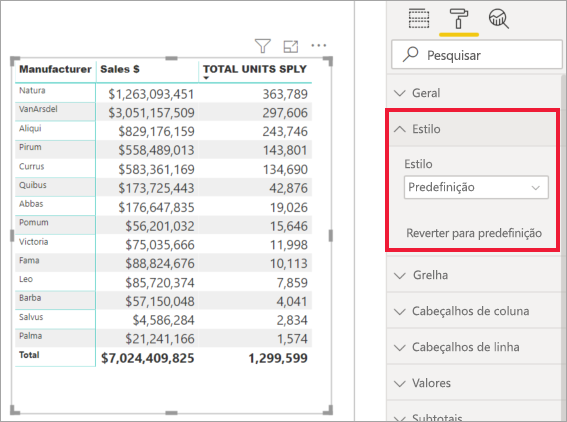 Manufacturer Sales $ TOTAL UNITS SPLY
Natura $1,263,093,451 363,789
VanArsdel $3,051,157,509 297,606
Aliqui $829,176,159 243,746
Pirum $558,489,013 143,801
Currus $583,361,169 134,690
Quibus $173,725,443 42,876
Abbas $176,647,835 19,026
Pomum $56,201,032 15,646
Victoria $75,035,666 11,998
Fama $88,824,676 10,113
Leo $85,720,374 7,859
Barba $57,150,048 4,041
Salvus $4,586,284 2,834
Palma $21,241,166 1,574
Total $7,024,409,825 1,299,599
Pesquisar
Geral
Estilo
Estilo
Predefinição
Reverter para predefinição
Grelha
Cabeçalhos de coluna
Cabeçalhos de linha
Valores
Subtotais